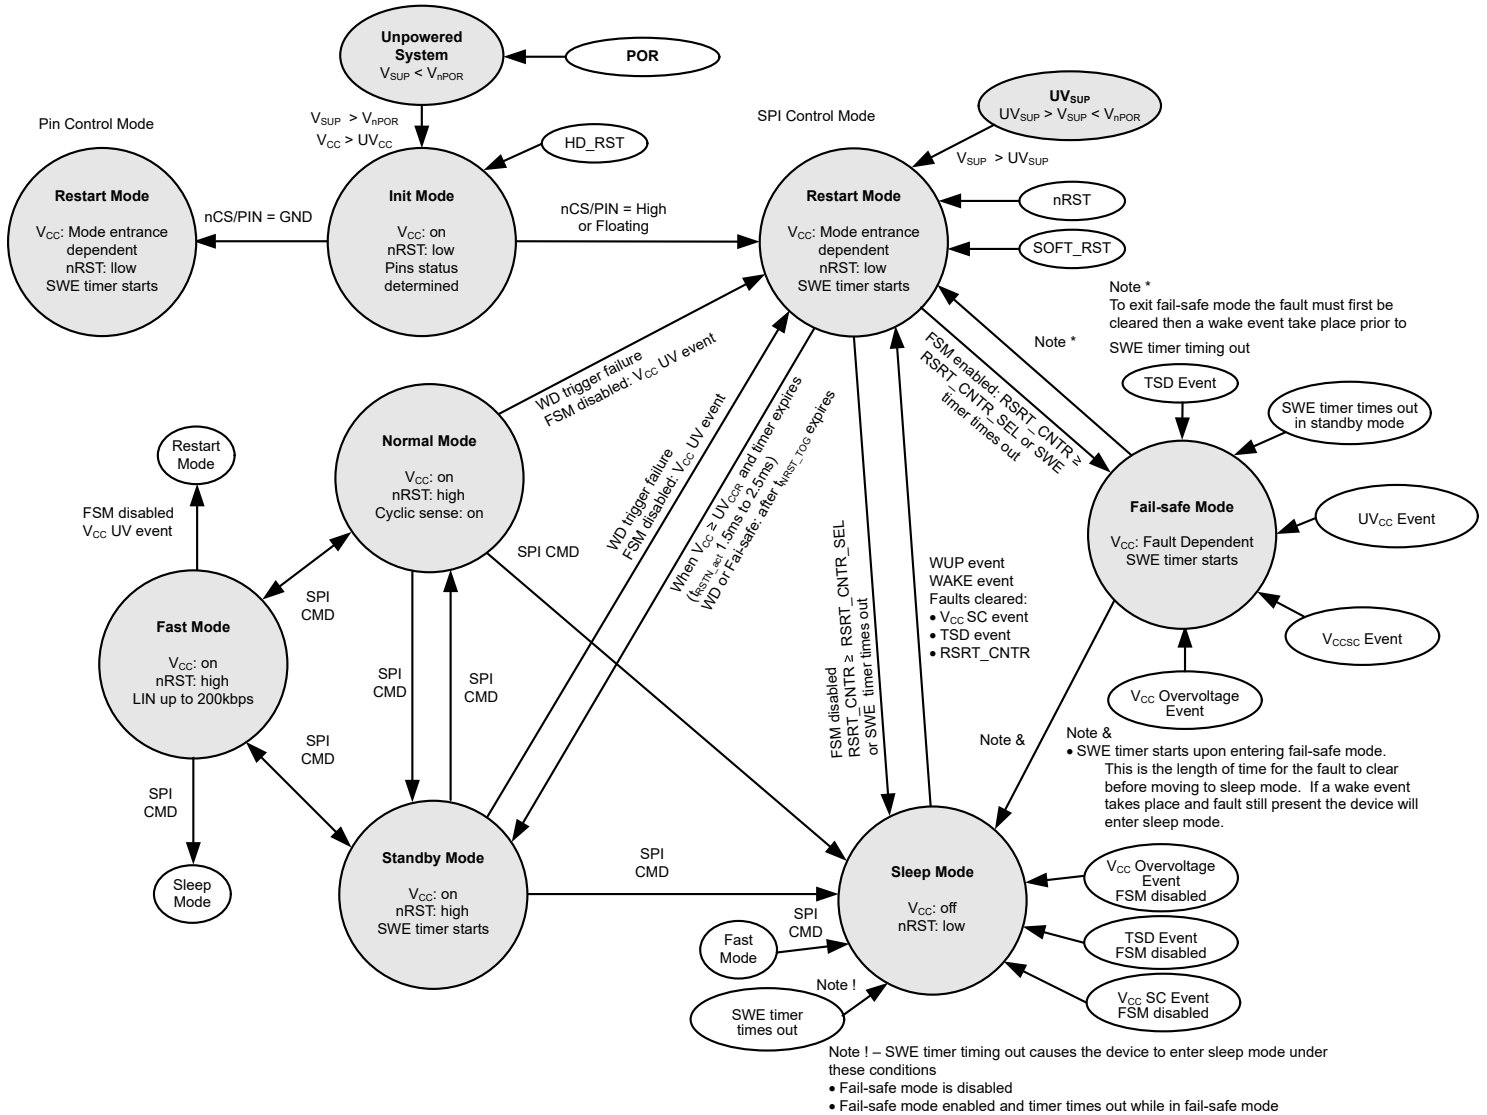 Unpowered
System
VSUP < VnPOR
POR
VSUP > VnPOR
VCC > UVCC
HD_RST
Pin Control Mode
Restart Mode
VCC: Mode entrance
dependent
nRST: llow
SWE timer starts
nCS/PIN = GND
Init Mode
VCC: on
nRST: low
Pins status
determined
nCS/PIN = High
or Floating
SPI Control Mode
UVSUP
UVSUP > VSUP < VnPOR
VSUP > UVSUP
Restart Mode
VCC: Mode entrance
dependent
nRST: low
SWE timer starts
nRST
SOFT_RST
Note *
To exit fail-safe mode the fault must first be
cleared then a wake event take place prior to
SWE timer timing out
Note *
FSM enabled: RSRT_CNTR ≥
RSRT_CNTR_SEL or SWE
timer times out
TSD Event
SWE timer times out
in standby mode
Fail-safe Mode
VCC: Fault Dependent
SWE timer starts
UVCC Event
VCCSC Event
VCC Overvoltage
Event
WD trigger failure
FSM disabled: VCC UV event
Normal Mode
VCC: on
nRST: high
Cyclic sense: on
Restart
Mode
FSM disabled
VCC UV event
SPI
CMD
Fast Mode
VCC: on
nRST: high
LIN up to 200kbps
SPI
CMD
SPI
CMD
SPI CMD
WD trigger failure
FSM disabled: VCC UV event
When VCC ≥ UVCCR and timer expires
(tRSTN_act 1.5ms to 2.5ms)
WD or Fai-safe: after tNRST_TOG expires
FSM disabled
RSRT_CNTR ≥ RSRT_CNTR_SEL
or SWE timer times out
WUP event
WAKE event
Faults cleared:
• VCC SC event
• TSD event
• RSRT_CNTR
Note &
Note &
• SWE timer starts upon entering fail-safe mode.
This is the length of time for the fault to clear
before moving to sleep mode. If a wake event
takes place and fault still present the device will
enter sleep mode.
SPI
CMD
SPI
CMD
Sleep
Mode
Standby Mode
VCC: on
nRST: high
SWE timer starts
SPI
CMD
Sleep Mode
VCC: off
nRST: low
SPI
CMD
Fast
Mode
Note !
SWE timer
times out
VCC Overvoltage
Event
FSM disabled
TSD Event
FSM disabled
VCC SC Event
FSM disabled
Note ! – SWE timer timing out causes the device to enter sleep mode under
these conditions
• Fail-safe mode is disabled
• Fail-safe mode enabled and timer times out while in fail-safe mode